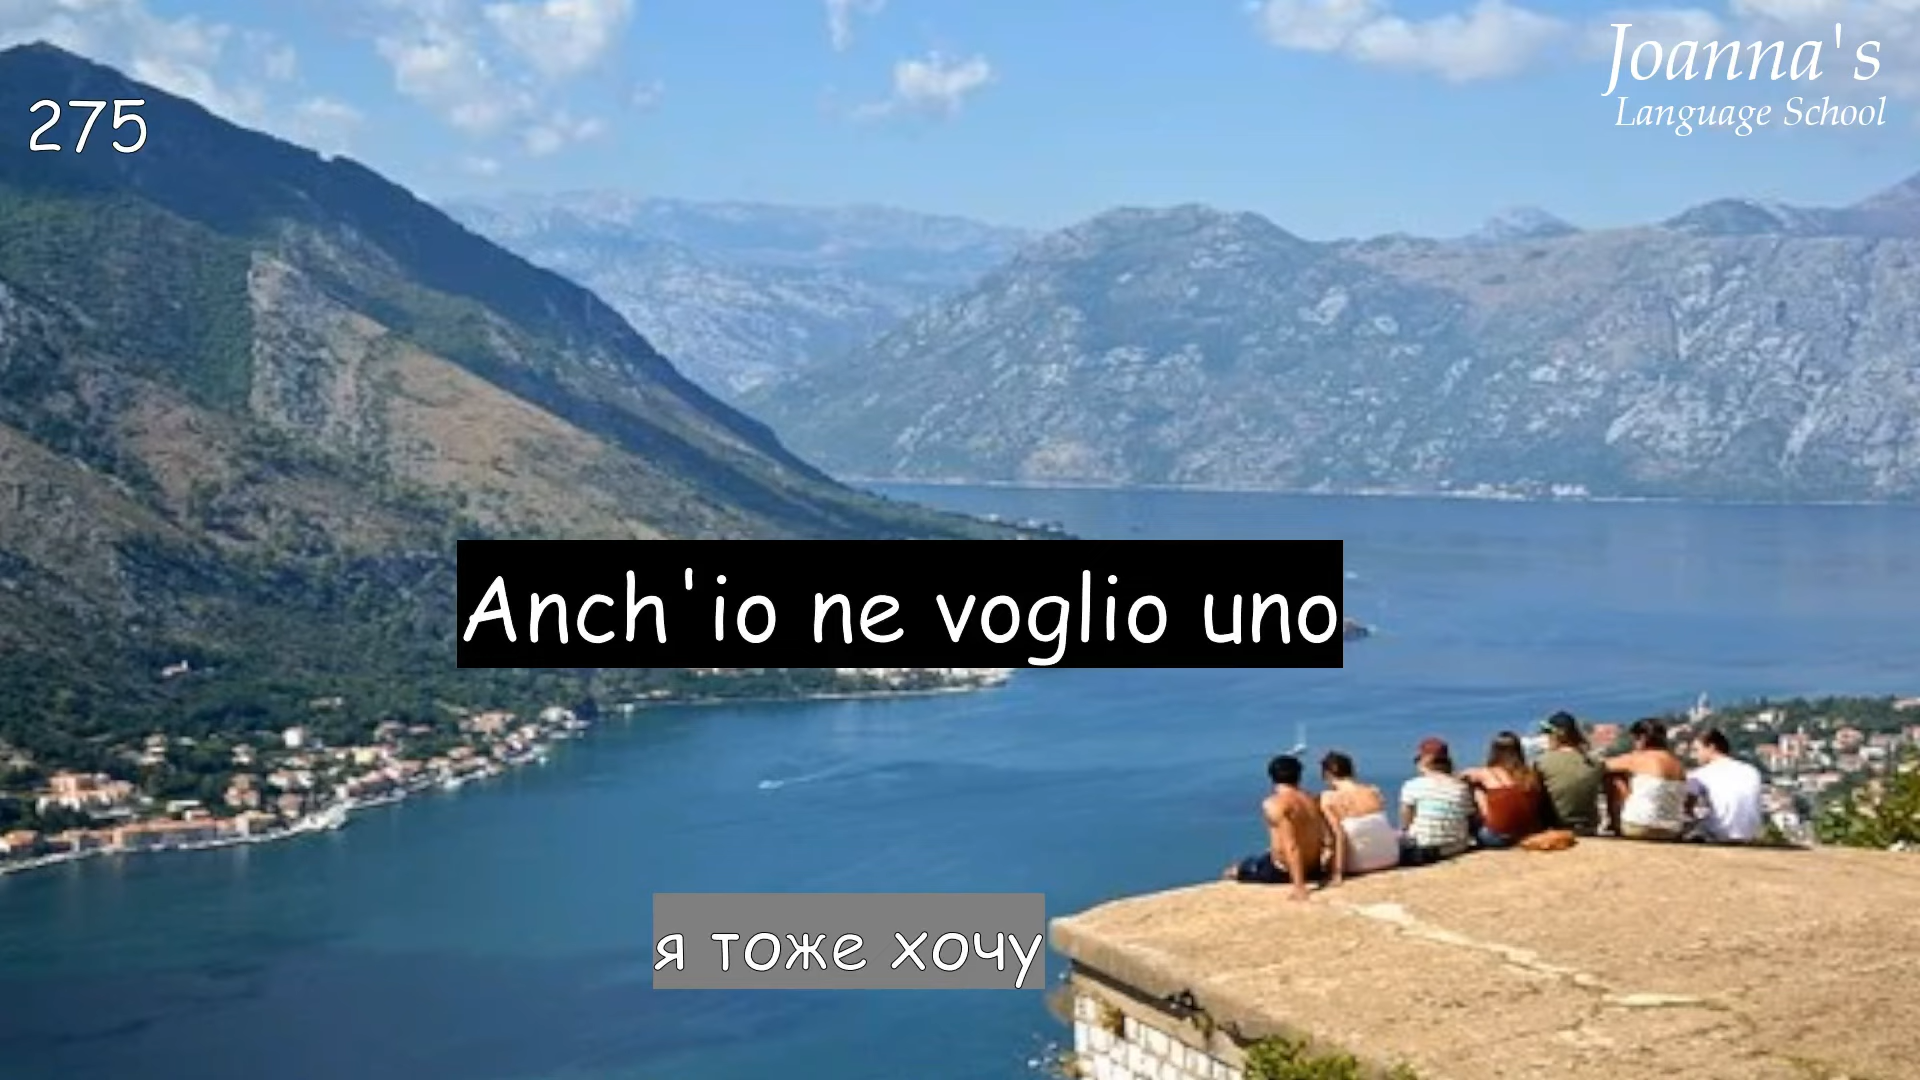 Joanna's
Language School
275
Anch'io ne voglio uno
я тоже хочу